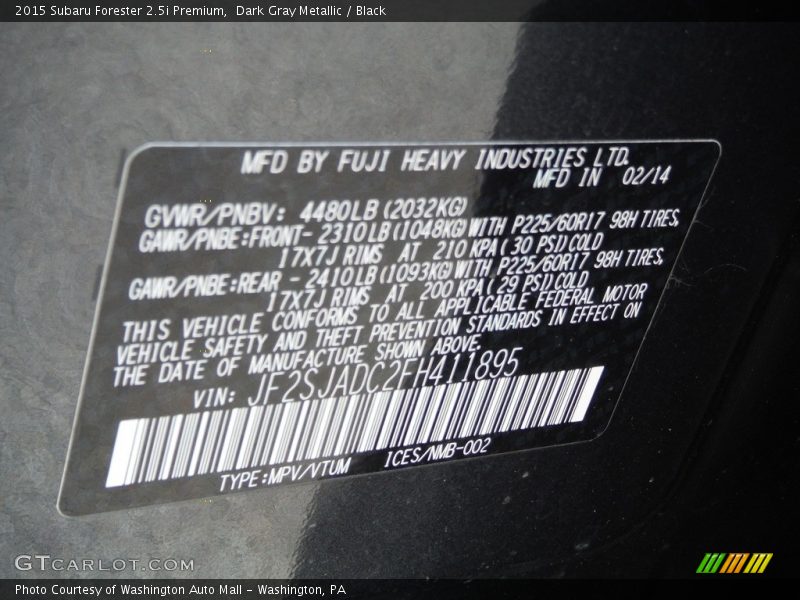 2015 Subaru Forester 2.5i Premium,  Dark Gray Metallic / Black
MFD BY FUJI HEAVY INDUSTRIES LTD.
MFD IN 02/14
GVWR/PNBV: 4480LB (2032KG)
GAWR/PNBE:FRONT- 2310LB (1048KG) WITH P225/60R17 98H TIRES,
17X7J RIMS AT 210 KPA ( 30 PSI) COLD
GAWR/PNBE:REAR - 2410LB (1093KG) WITH P225/60R17 98H TIRES,
17X7J RIMS AT 200 KPA ( 29 PSI) COLD
THIS VEHICLE CONFORMS TO ALL APPLICABLE FEDERAL MOTOR
VEHICLE SAFETY AND THEFT PREVENTION STANDARDS IN EFFECT ON
THE DATE OF MANUFACTURE SHOWN ABOVE.
VIN: JF2SJADC2FH411895
TYPE:MPV/VTUM ICES/NMB-002
GTCARLOT.COM
Photo Courtesy of Washington Auto Mall – Washington, PA